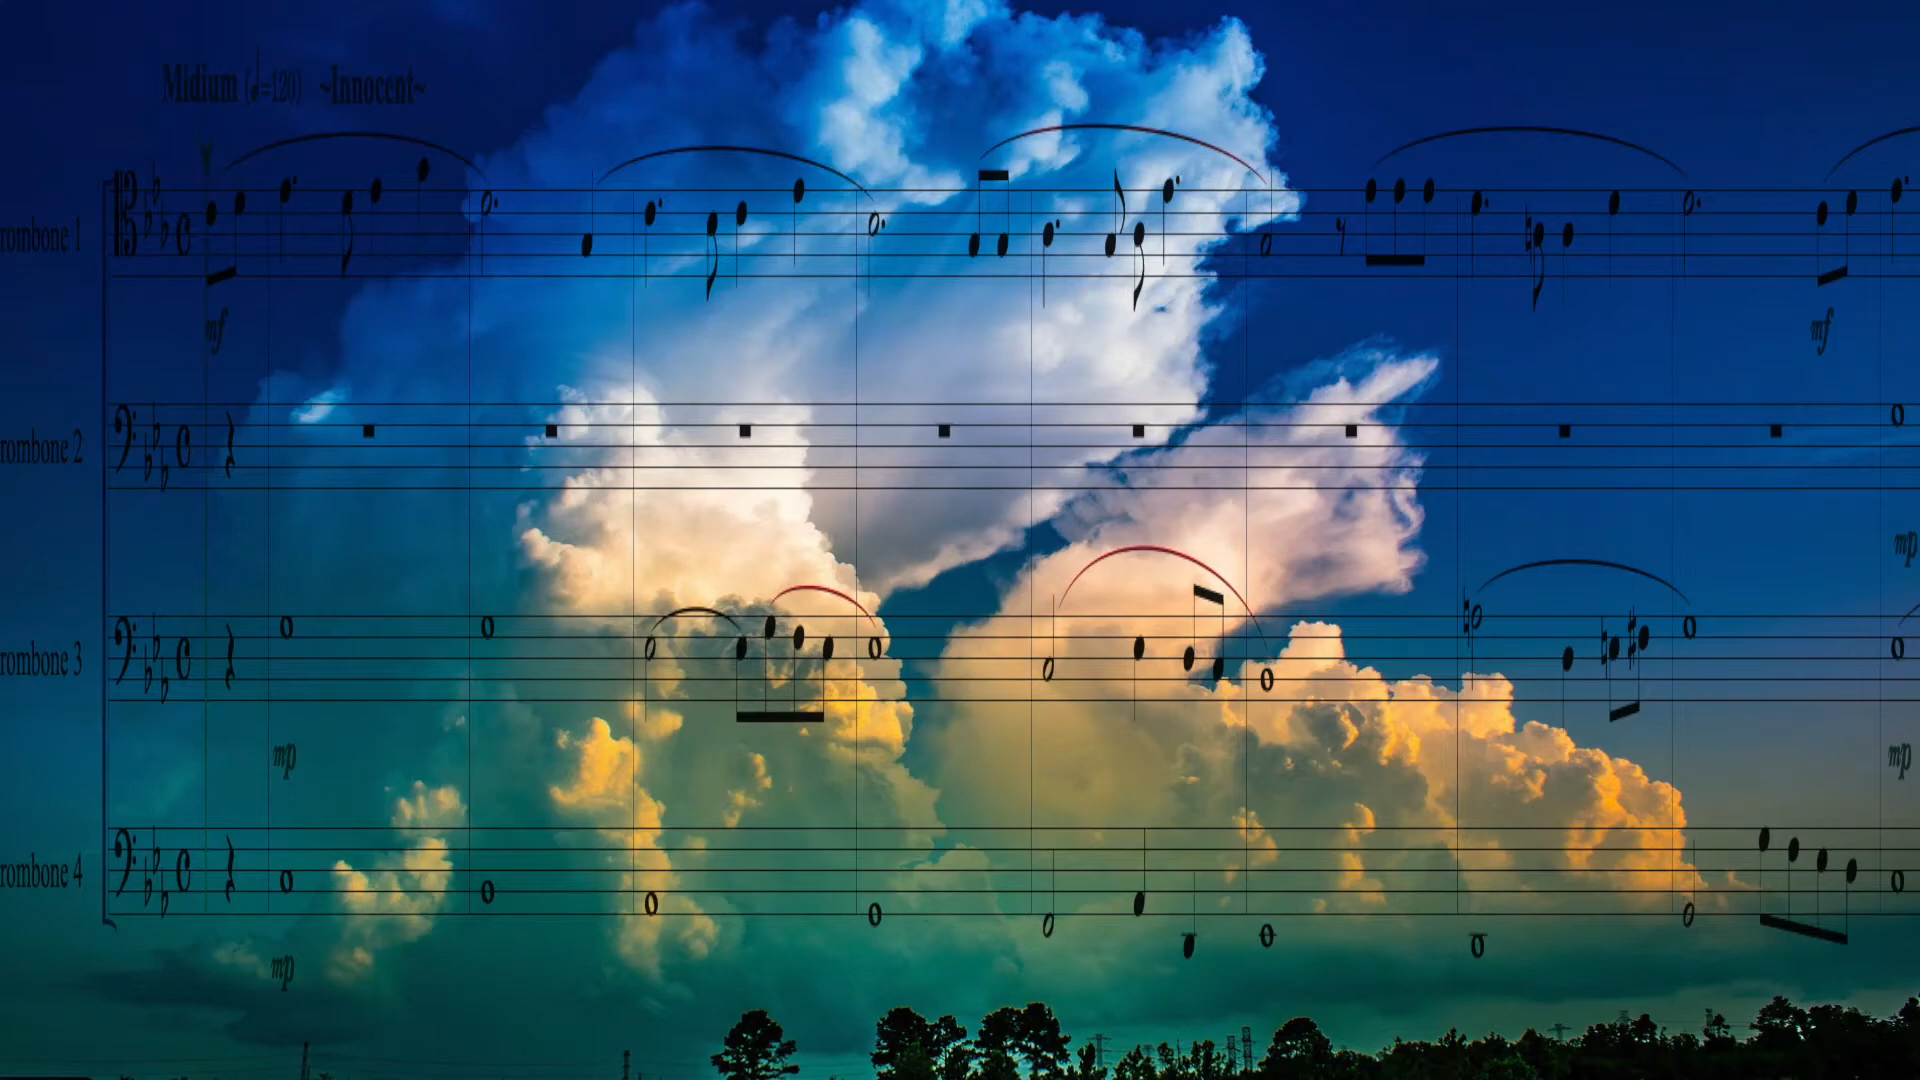 Midium (♩=120) ~Innocent~
rombone 1
mf
mf
rombone 2
mp
rombone 3
mp
mp
rombone 4
mp